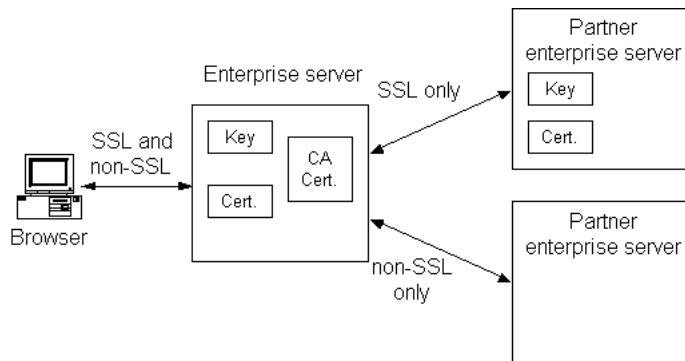 Partner
enterprise server
Key
Cert.
Enterprise server
SSL only
Key
CA
Cert.
Cert.
SSL and
non-SSL
Browser
Partner
enterprise server
non-SSL
only